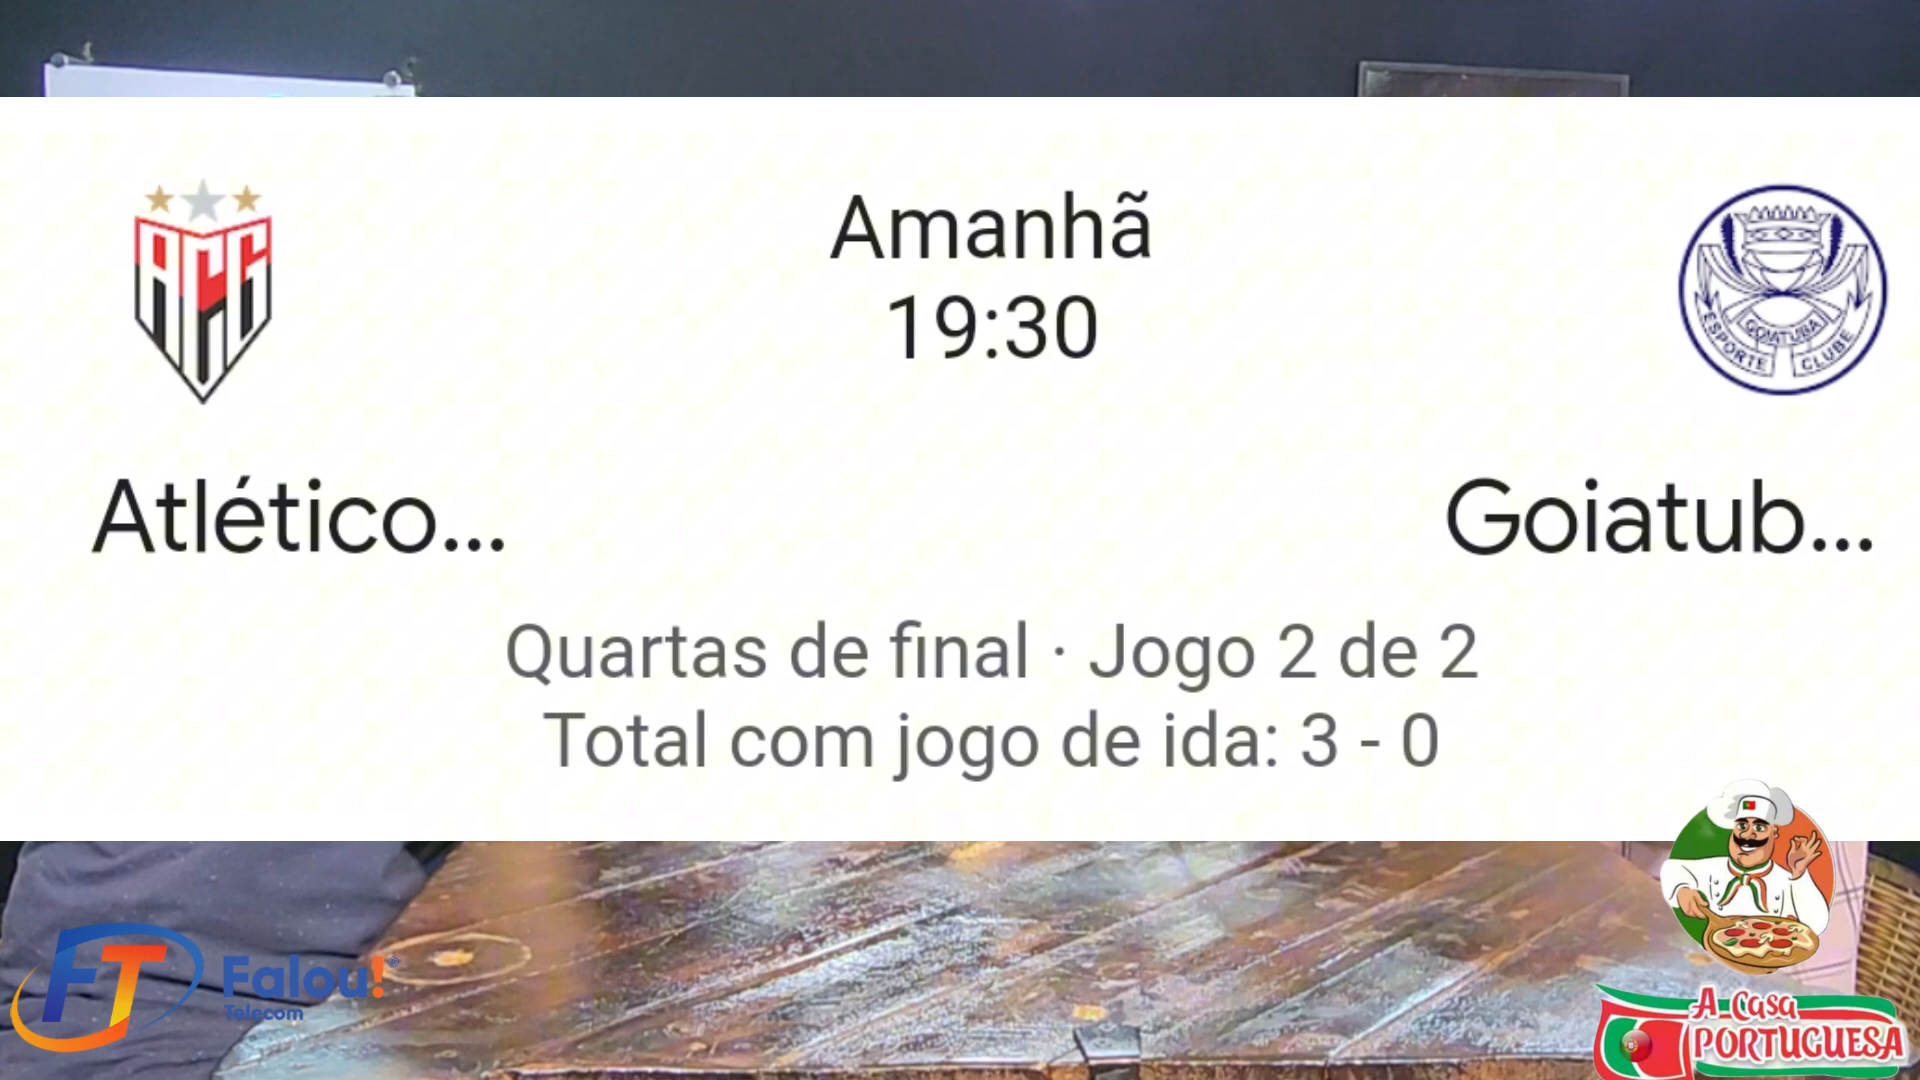 ACG
Amanhã
19:30
GOIATUBA
ESPORTE CLUBE
Atlético...
Goiatub...
Quartas de final · Jogo 2 de 2
Total com jogo de ida: 3 - 0
FT
Falou!®
Telecom
A Casa
PORTUGUESA